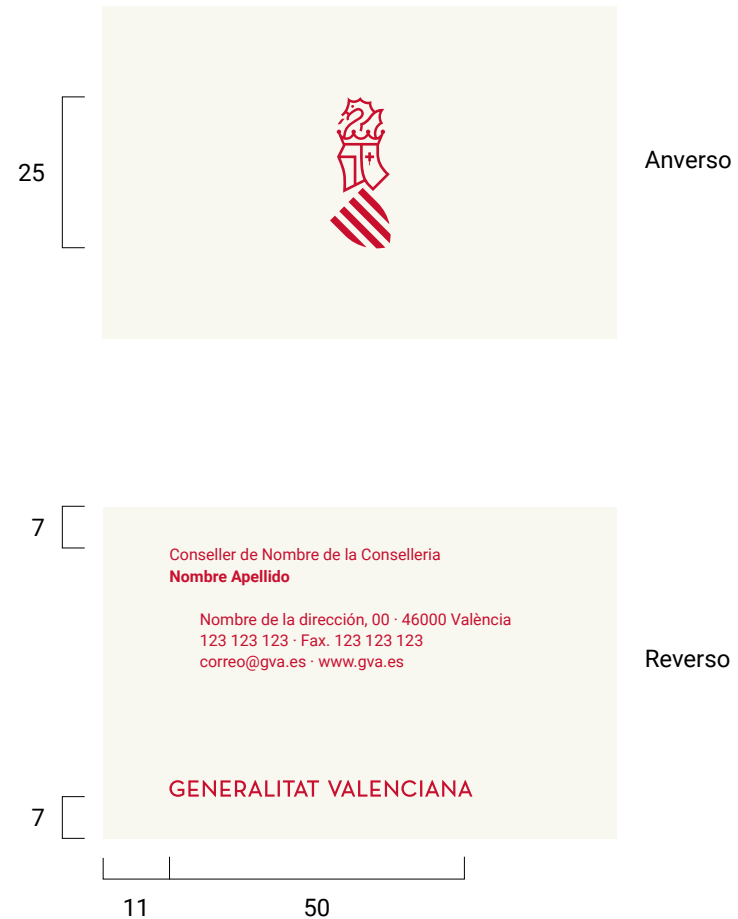 25
Anverso
7
Conseller de Nombre de la Conselleria
Nombre Apellido
Nombre de la dirección, 00 · 46000 València
123 123 123 · Fax. 123 123 123
correo@gva.es · www.gva.es
Reverso
GENERALITAT VALENCIANA
7
11
50